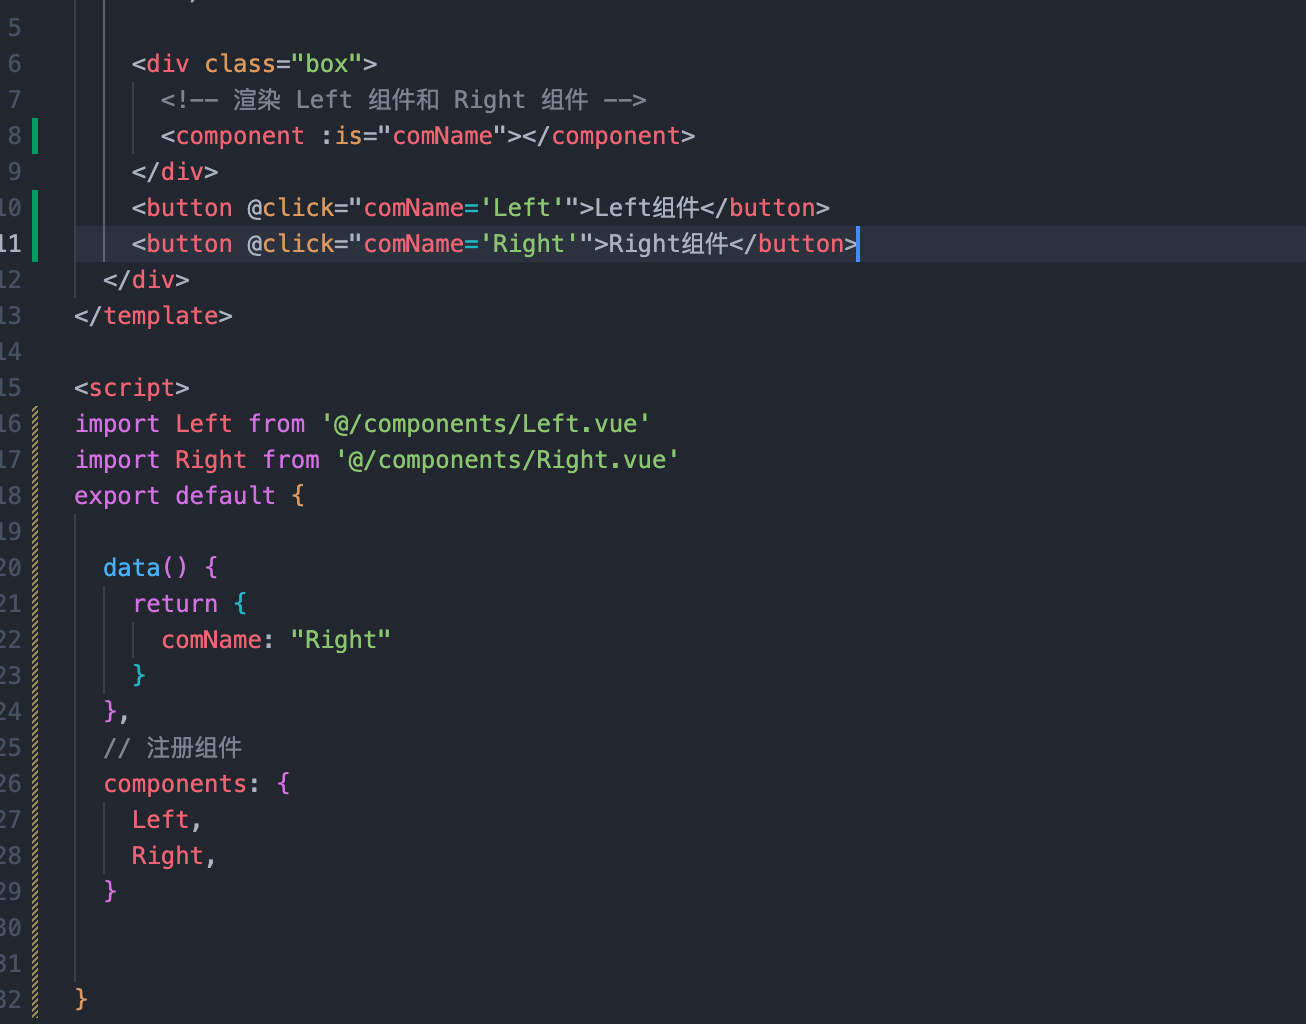 5
6 <div class="box">
7 <!-- 渲染 Left 组件和 Right 组件 -->
8 <component :is="comName"></component>
9 </div>
10 <button @click="comName='Left'">Left组件</button>
11 <button @click="comName='Right'">Right组件</button>
12 </div>
13 </template>
14
15 <script>
16 import Left from '@/components/Left.vue'
17 import Right from '@/components/Right.vue'
18 export default {
19
20 data() {
21 return {
22 comName: "Right"
23 }
24 },
25 // 注册组件
26 components: {
27 Left,
28 Right,
29 }
30
31
32 }